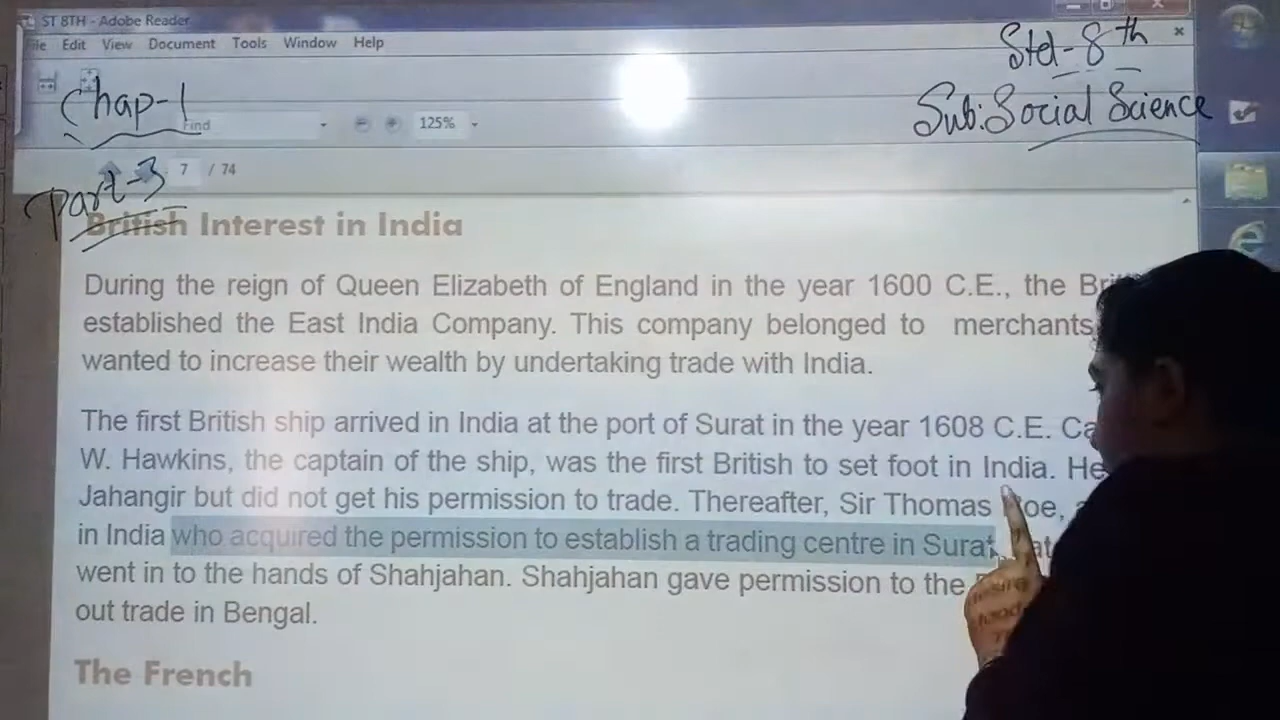 ST 8TH - Adobe Reader
File Edit View Document Tools Window Help
Std-8th
Chap-1
Sub: Social Science
Find 125%
Part-3
7 / 74
British Interest in India
During the reign of Queen Elizabeth of England in the year 1600 C.E., the
established the East India Company. This company belonged to merchants
wanted to increase their wealth by undertaking trade with India.
The first British ship arrived in India at the port of Surat in the year 1608 C.E.
W. Hawkins, the captain of the ship, was the first British to set foot in India. He
Jahangir but did not get his permission to trade. Thereafter, Sir Thomas Roe,
in India who acquired the permission to establish a trading centre in Surat.
went in to the hands of Shahjahan. Shahjahan gave permission to the
out trade in Bengal.
The French